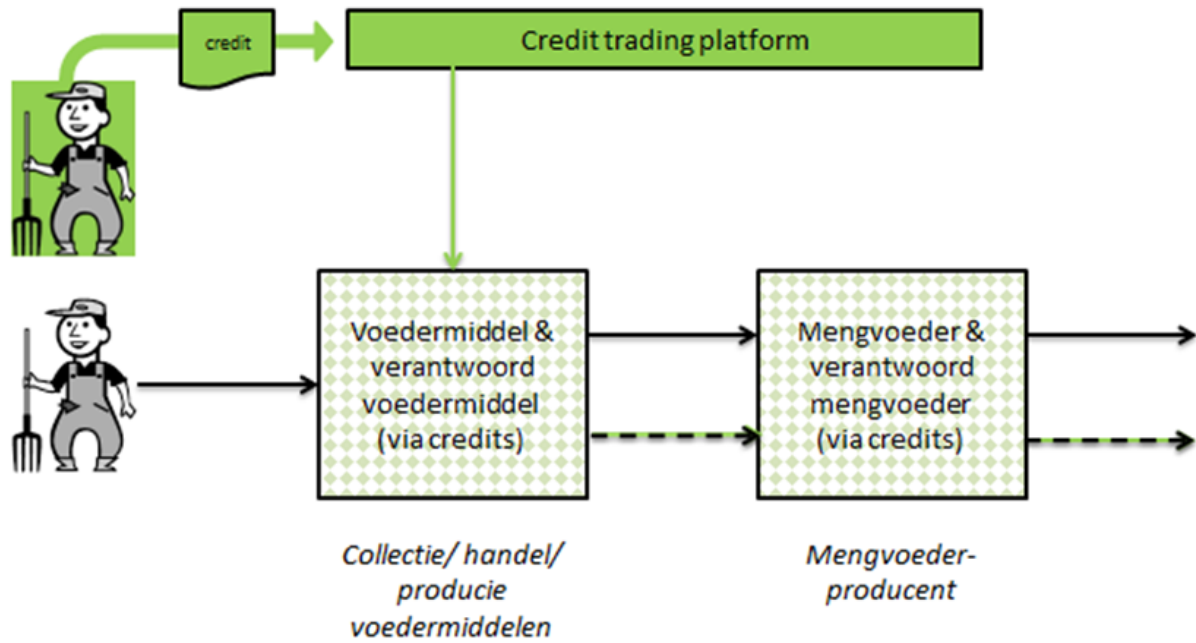 credit
Credit trading platform
Voedermiddel &
verantwoord
voedermiddel
(via credits)
Mengvoeder &
verantwoord
mengvoeder
(via credits)
Collectie/ handel/
producie
voedermiddelen
Mengvoeder-
producent